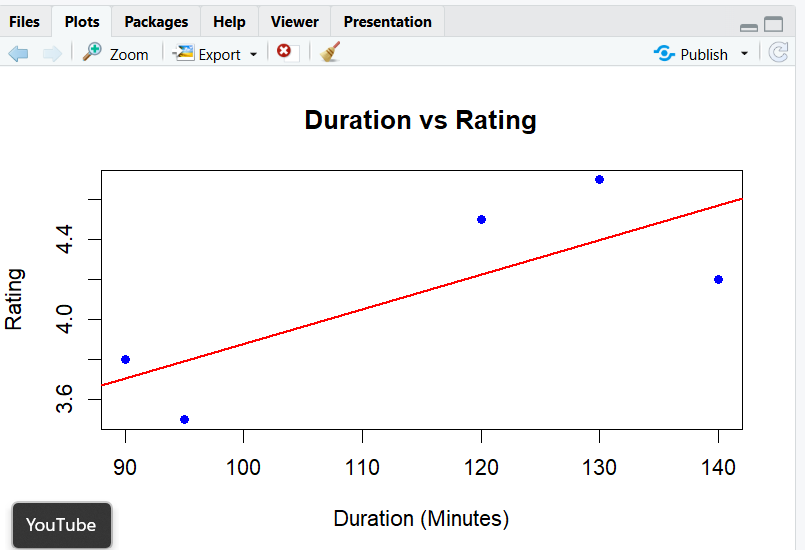 Files Plots Packages Help Viewer Presentation
Zoom Export Publish
Duration vs Rating
Rating
4.4
4.0
3.6
90 100 110 120 130 140
Duration (Minutes)
YouTube